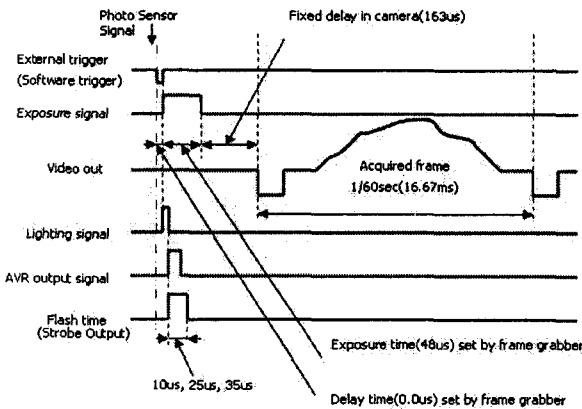 Photo Sensor
Signal
Fixed delay in camera(163us)
External trigger
(Software trigger)
Exposure signal
Video out
Acquired frame
1/60sec(16.67ms)
Lighting signal
AVR output signal
Flash time
(Strobe Output)
Exposure time(48us) set by frame grabber
10us, 25us, 35us
Delay time(0.0us) set by frame grabber